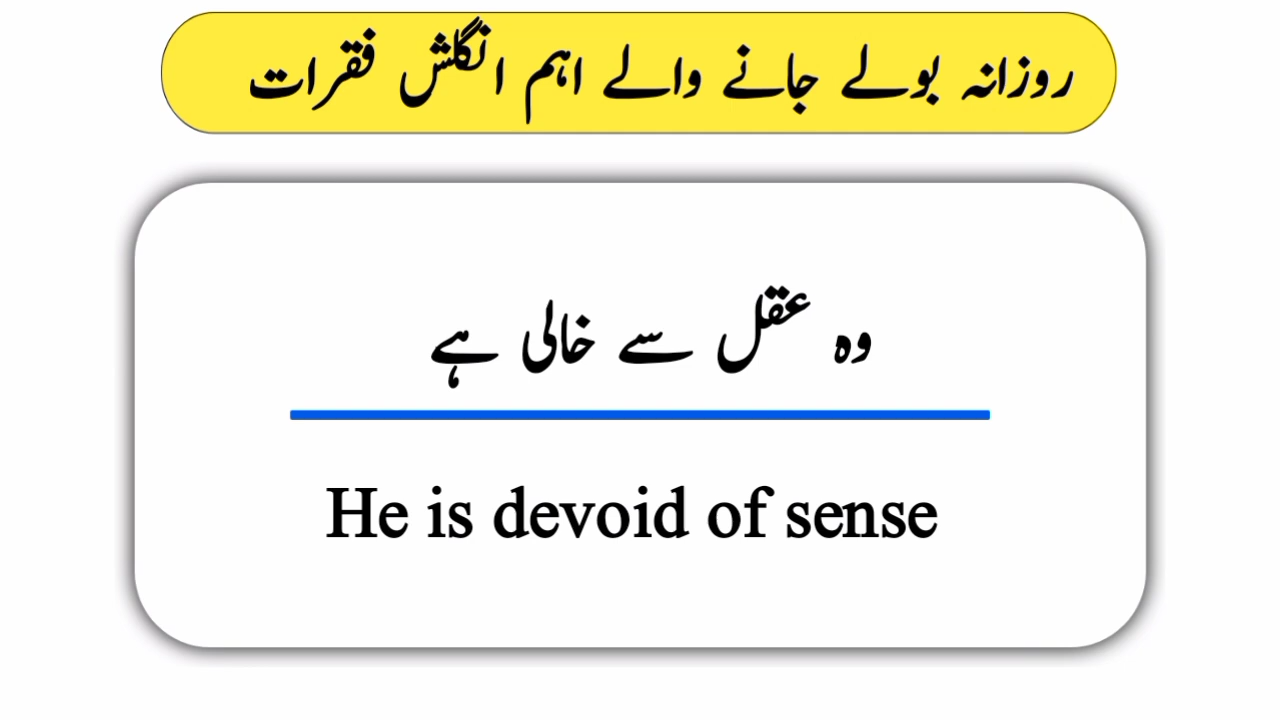 روزانہ بولے جانے والے اہم انگلش فقرات
وہ عقل سے خالی ہے
He is devoid of sense